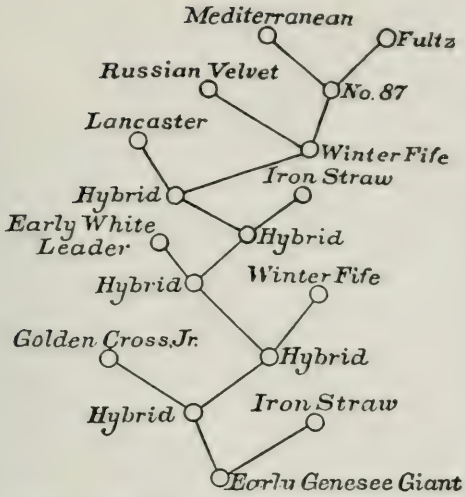 Mediterranean
Fultz
Russian Velvet
No. 87
Lancaster
Winter Fife
Hybrid
Iron Straw
Early White
Leader
Hybrid
Hybrid
Winter Fife
Golden Cross, Jr.
Hybrid
Hybrid
Iron Straw
Early Genesee Giant